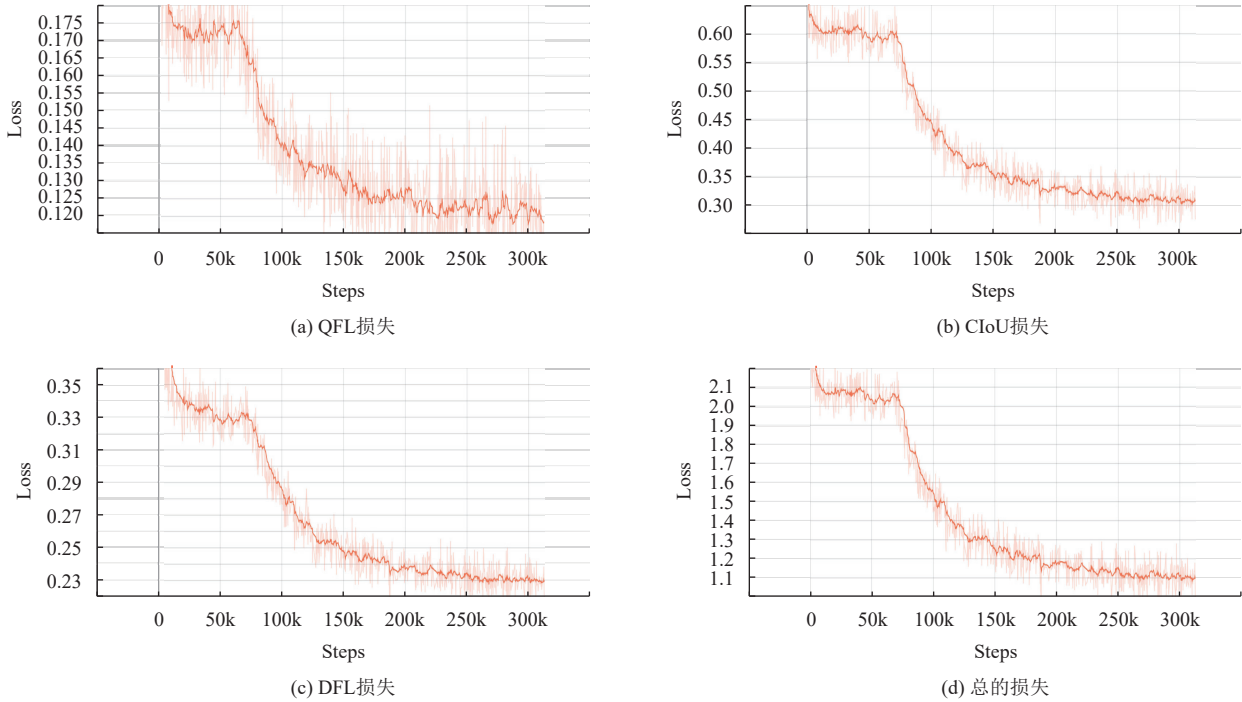 0.175
0.170
0.165
0.160
0.155
0.150
0.145
0.140
0.135
0.130
0.125
0.120
Loss
0 50k 100k 150k 200k 250k 300k
Steps
(a) QFL损失
0.60
0.50
0.40
0.30
Loss
0 50k 100k 150k 200k 250k 300k
Steps
(b) CIoU损失
0.35
0.33
0.31
0.29
0.27
0.25
0.23
Loss
0 50k 100k 150k 200k 250k 300k
Steps
(c) DFL损失
2.1
2.0
1.9
1.8
1.7
1.6
1.5
1.4
1.3
1.2
1.1
Loss
0 50k 100k 150k 200k 250k 300k
Steps
(d) 总的损失